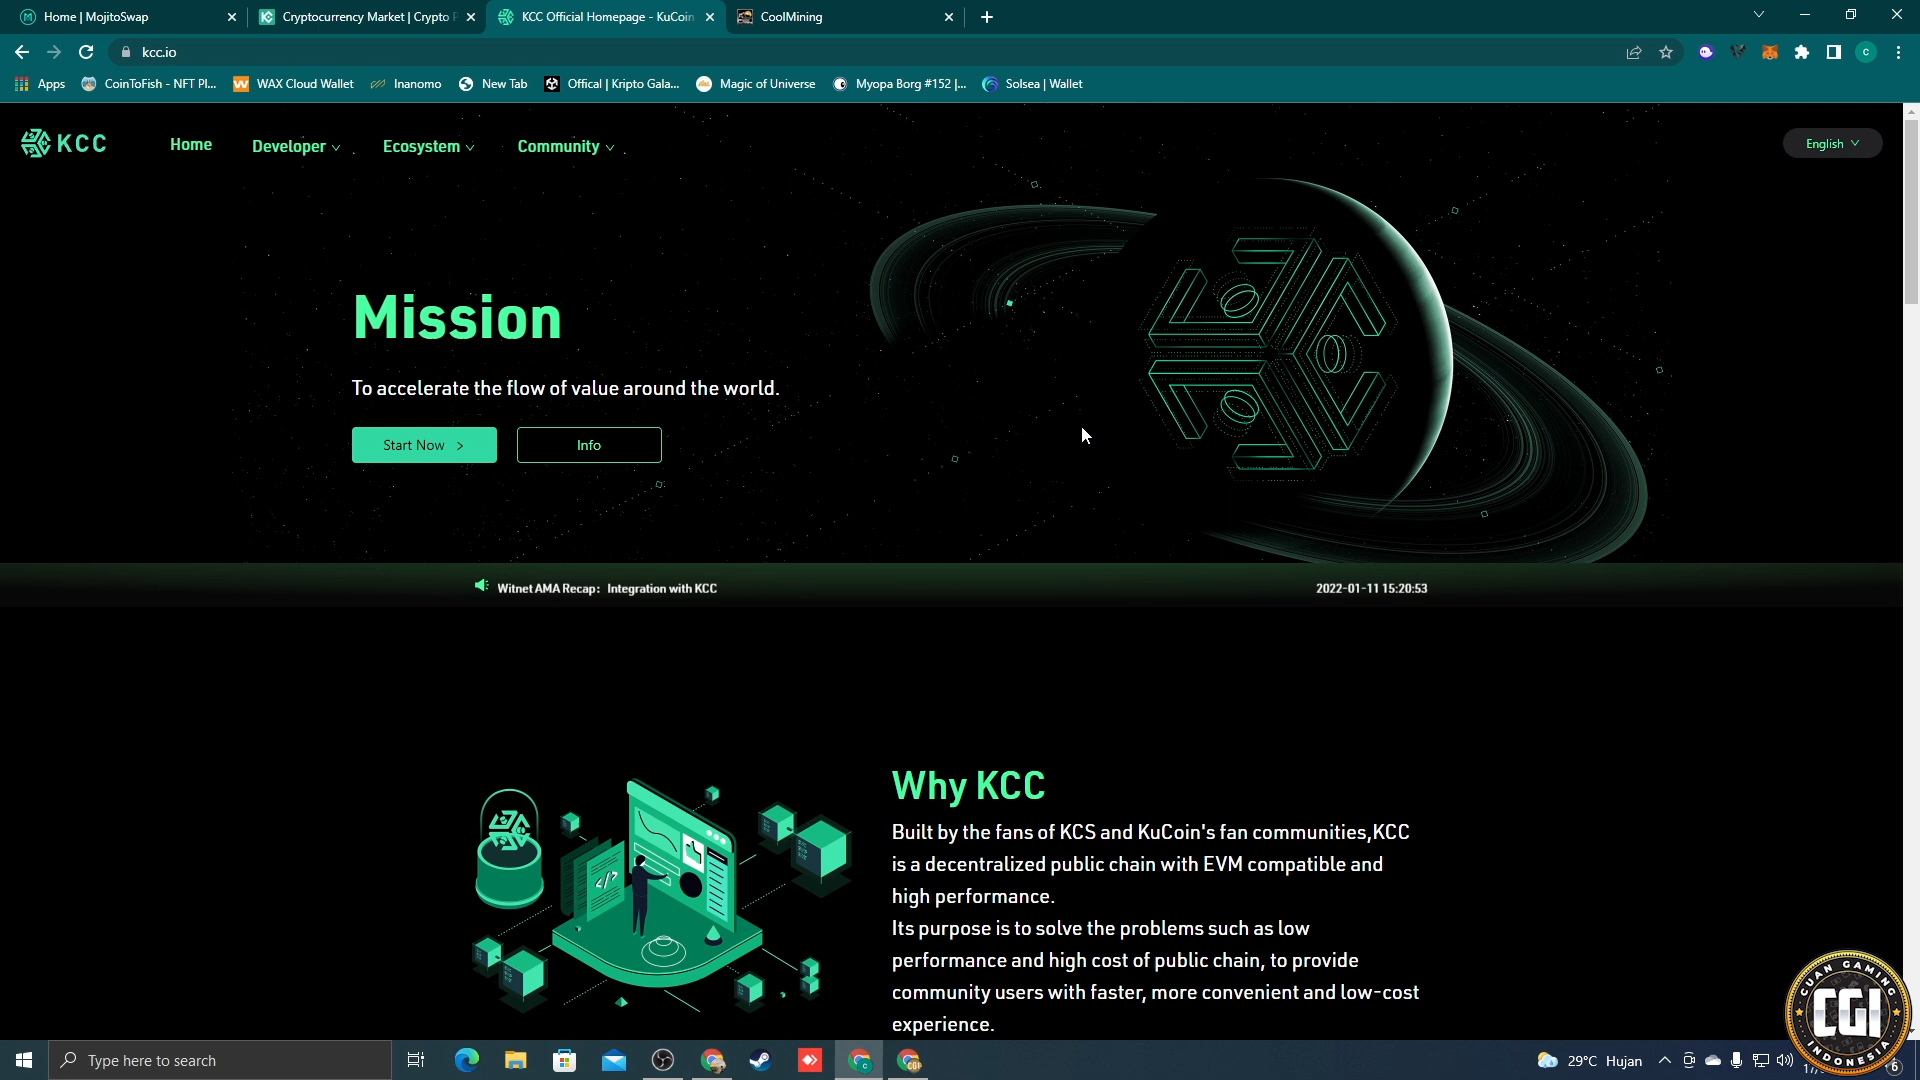 Home | MojitoSwap
Cryptocurrency Market | Crypto
KCC Official Homepage - KuCoin
CoolMining
kcc.io
C
Apps
CoinToFish - NFT Pl...
WAX Cloud Wallet
Inanomo
New Tab
Offical | Kripto Gala...
Magic of Universe
Myopa Borg #152 |...
Solsea | Wallet
KCC
Home
Developer
Ecosystem
Community
English
Mission
To accelerate the flow of value around the world.
Start Now >
Info
Witnet AMA Recap: Integration with KCC
2022-01-11 15:20:53
Why KCC
Built by the fans of KCS and KuCoin's fan communities,KCC
is a decentralized public chain with EVM compatible and
high performance.
Its purpose is to solve the problems such as low
performance and high cost of public chain, to provide
community users with faster, more convenient and low-cost
experience.
</>
CUAN GAMING
CGI
INDONESIA
Type here to search
29°C Hujan
17/
6